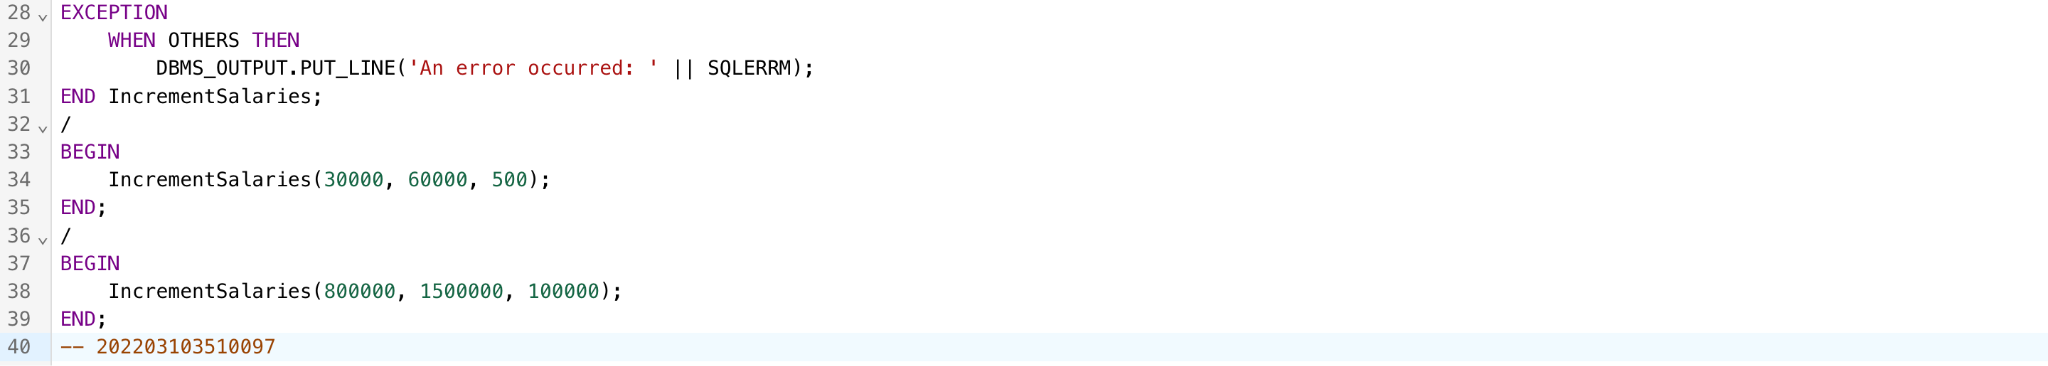 28 EXCEPTION
29 WHEN OTHERS THEN
30 DBMS_OUTPUT.PUT_LINE('An error occurred: ' || SQLERRM);
31 END IncrementSalaries;
32 /
33 BEGIN
34 IncrementSalaries(30000, 60000, 500);
35 END;
36 /
37 BEGIN
38 IncrementSalaries(800000, 1500000, 100000);
39 END;
40 -- 202203103510097